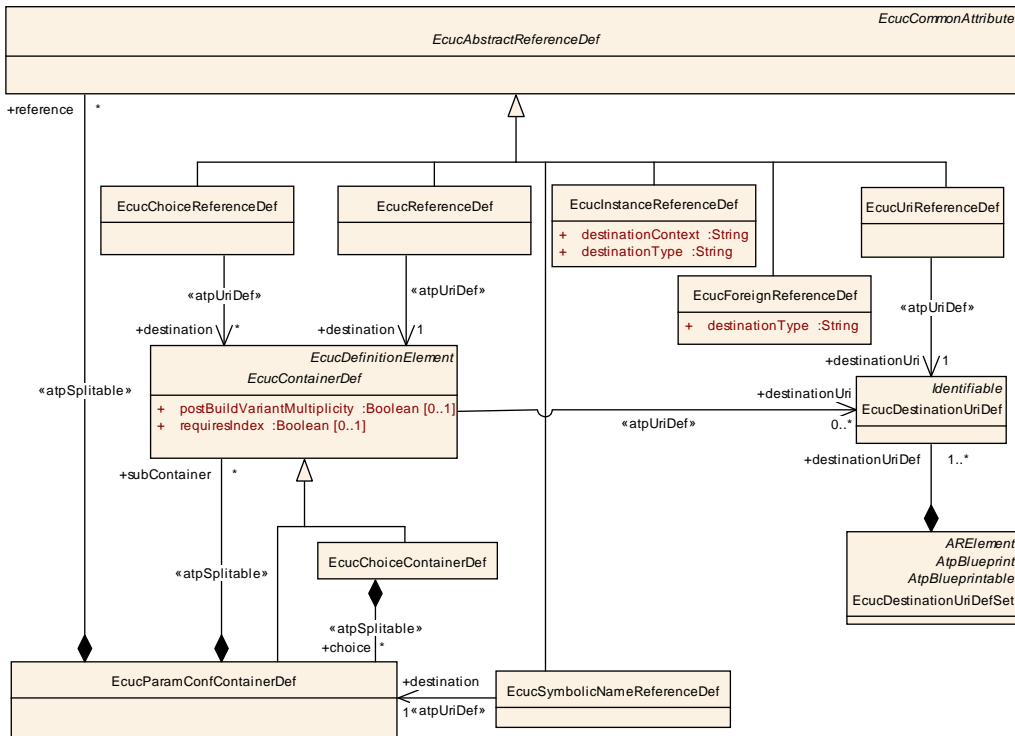 EcucCommonAttribute
EcucAbstractReferenceDef
+reference *
EcucChoiceReferenceDef
EcucReferenceDef
EcucInstanceReferenceDef
+ destinationContext :String
+ destinationType :String
EcucUriReferenceDef
EcucForeignReferenceDef
+ destinationType :String
«atpUriDef»
+destination *
«atpUriDef»
+destination 1
«atpUriDef»
+destinationUri 1
«atpSplitable»
EcucDefinitionElement
EcucContainerDef
+ postBuildVariantMultiplicity :Boolean [0..1]
+ requiresIndex :Boolean [0..1]
+destinationUri
«atpUriDef»
0..*
Identifiable
EcucDestinationUriDef
+destinationUriDef 1..*
+subContainer *
«atpSplitable»
EcucChoiceContainerDef
«atpSplitable»
+choice *
ARElement
AtpBlueprint
AtpBlueprintable
EcucDestinationUriDefSet
EcucParamConfContainerDef
+destination
1 «atpUriDef»
EcucSymbolicNameReferenceDef